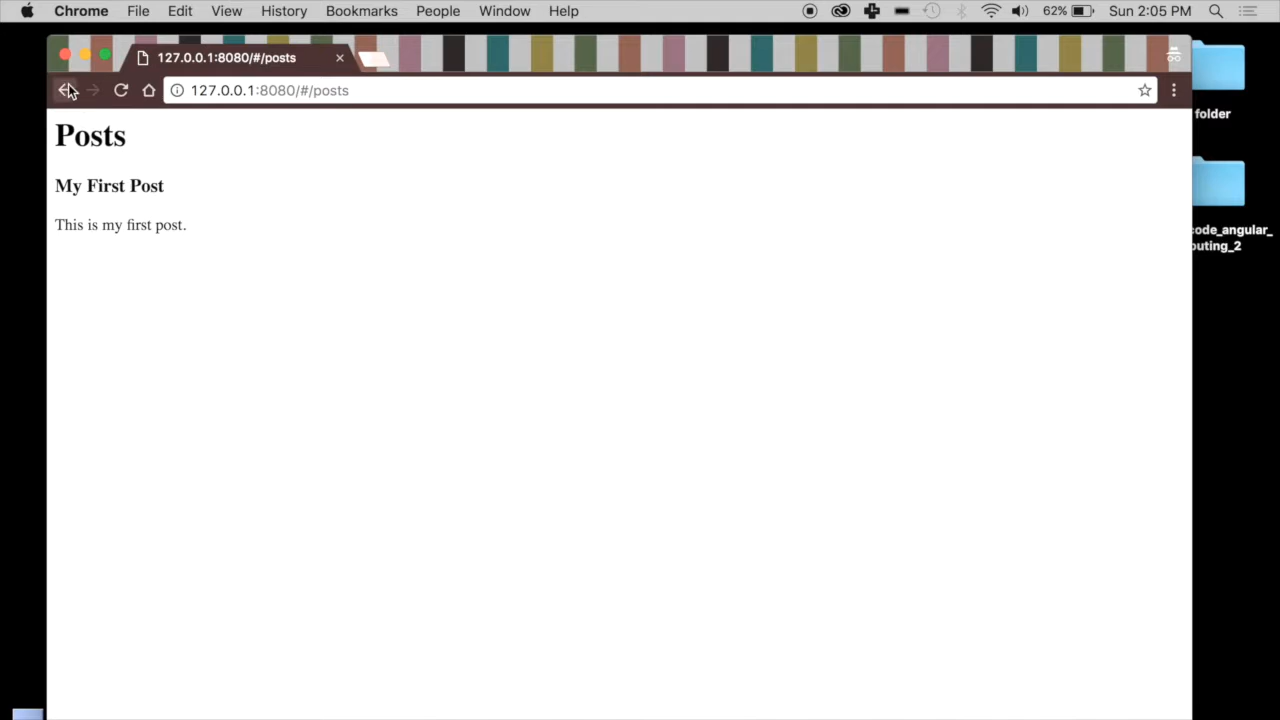 Chrome File Edit View History Bookmarks People Window Help 62% Sun 2:05 PM
127.0.0.1:8080/#/posts
127.0.0.1:8080/#/posts
Posts
My First Post
This is my first post.
folder
code_angular_
outing_2